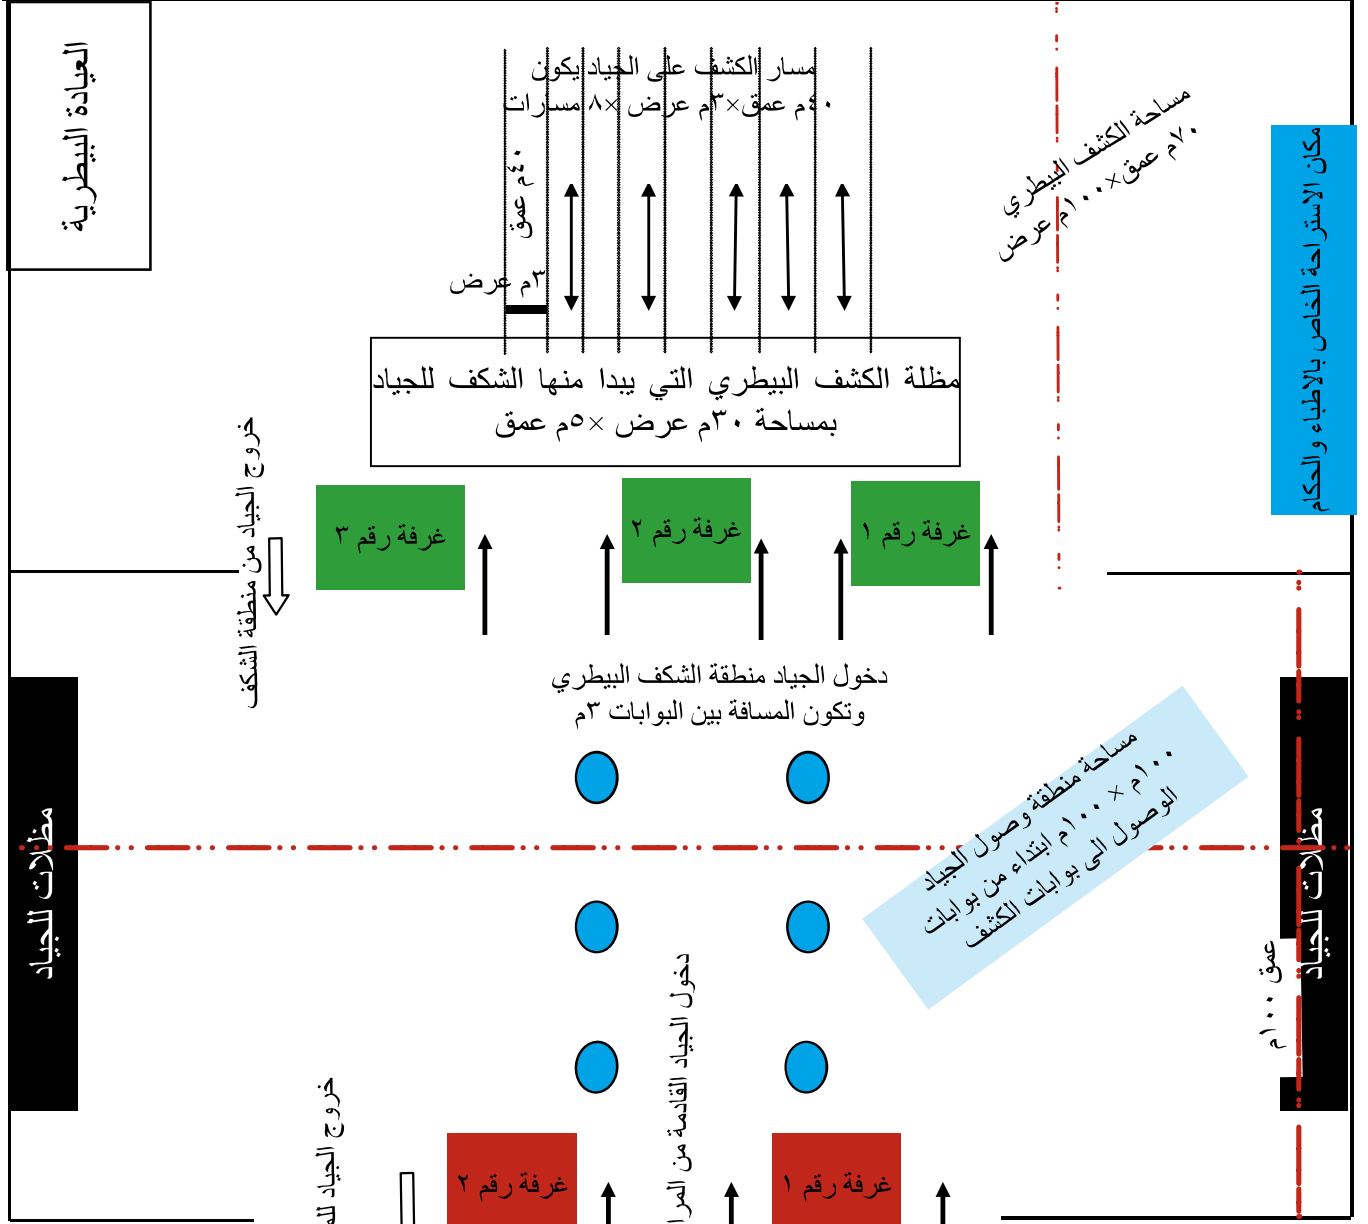 العيادة البيطرية
مسار الكشف على الجياد يكون
٤٠م عمق×٣م عرض ×٨ مسارات
٤٠م عمق
٣م عرض
مساحة الكشف البيطري
٧٠م عمق×١٠٠م عرض
مكان الاستراحة الخاص بالاطباء والحكام
مظلة الكشف البيطري التي يبدا منها الشكف للجياد
بمساحة ٣٠م عرض ×٥م عمق
خروج الجياد من منطقة الشكف
غرفة رقم ١
غرفة رقم ٢
غرفة رقم ٣
دخول الجياد منطقة الشكف البيطري
وتكون المسافة بين البوابات ٣م
مساحة منطقة وصول الجياد
١٠٠م × ١٠٠م ابتداء من بوابات
الوصول الى بوابات الكشف
مظلات للجياد
مظلات للجياد
عمق ١٠٠م
دخول الجياد القادمة من
خروج الجياد
غرفة رقم ١
غرفة رقم ٢